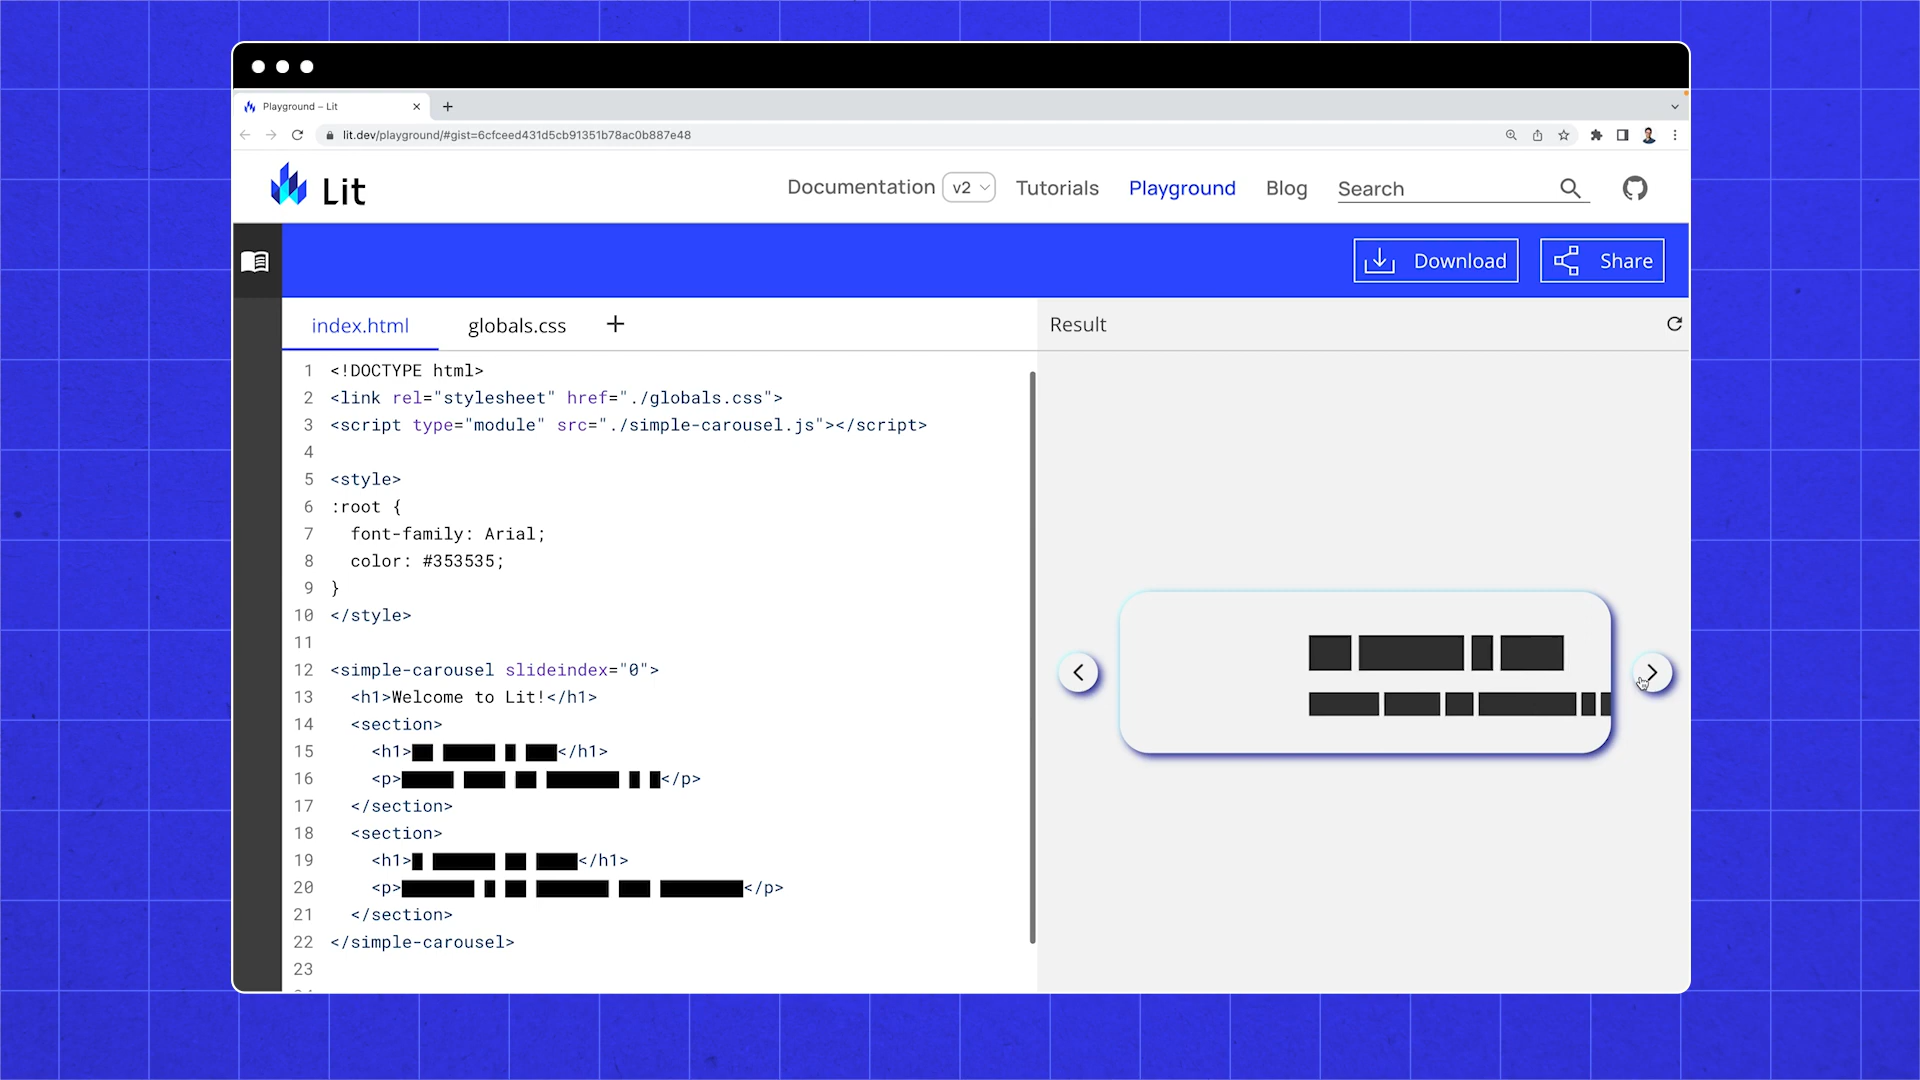 Playground – Lit
lit.dev/playground/#gist=6cfceed431d5cb91351b78ac0b887e48
Lit
Documentation v2 Tutorials Playground Blog Search
Download Share
index.html globals.css
Result
1 <!DOCTYPE html>
2 <link rel="stylesheet" href="./globals.css">
3 <script type="module" src="./simple-carousel.js"></script>
4
5 <style>
6 :root {
7 font-family: Arial;
8 color: #353535;
9 }
10 </style>
11
12 <simple-carousel slideindex="0">
13 <h1>Welcome to Lit!</h1>
14 <section>
15 <h1></h1>
16 <p></p>
17 </section>
18 <section>
19 <h1></h1>
20 <p></p>
21 </section>
22 </simple-carousel>
23